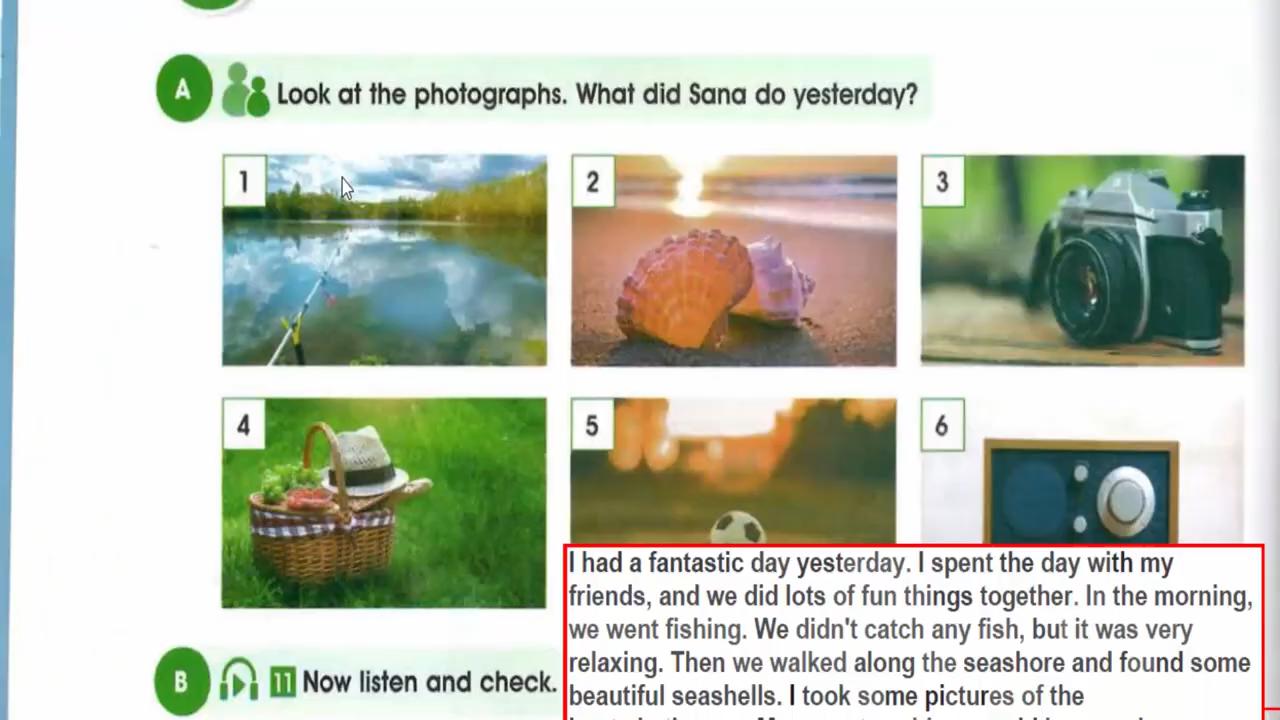 A Look at the photographs. What did Sana do yesterday?
1
2
3
4
5
6
I had a fantastic day yesterday. I spent the day with my
friends, and we did lots of fun things together. In the morning,
we went fishing. We didn't catch any fish, but it was very
relaxing. Then we walked along the seashore and found some
beautiful seashells. I took some pictures of the
B 11 Now listen and check.